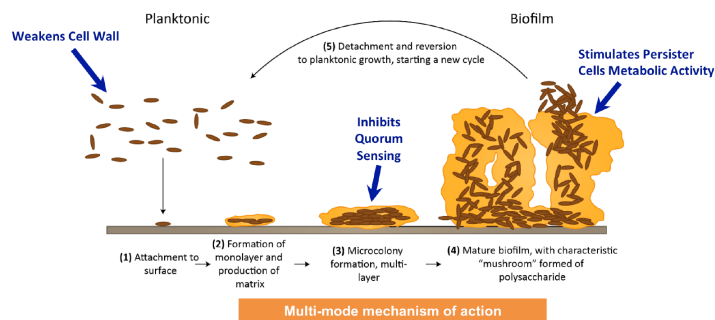 Planktonic
Biofilm
Weakens Cell Wall
(5) Detachment and reversion
to planktonic growth, starting a new cycle
Stimulates Persister
Cells Metabolic Activity
Inhibits
Quorum
Sensing
(1) Attachment to
surface
(2) Formation of
monolayer and
production of
matrix
(3) Microcolony
formation, multi-
layer
(4) Mature biofilm, with characteristic
“mushroom” formed of
polysaccharide
Multi-mode mechanism of action